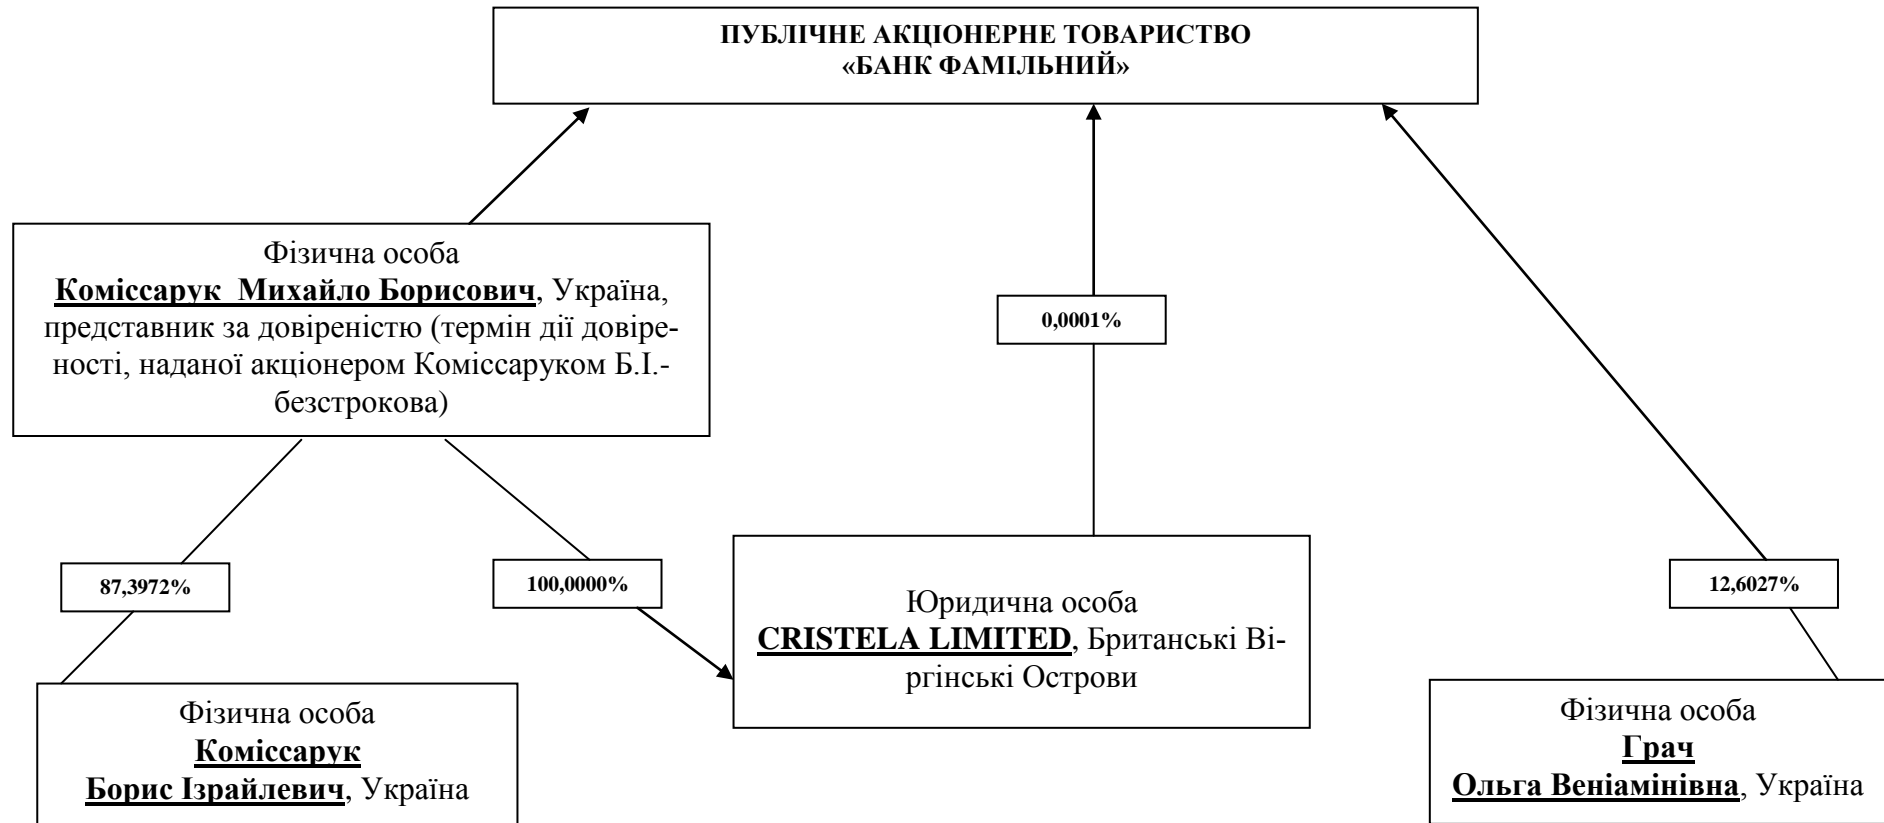 ПУБЛІЧНЕ АКЦІОНЕРНЕ ТОВАРИСТВО
«БАНК ФАМІЛЬНИЙ»
Фізична особа
Коміссарук Михайло Борисович, Україна,
представник за довіреністю (термін дії довіре-
ності, наданої акціонером Коміссаруком Б.І.-
безстрокова)
0,0001%
87,3972%
100,0000%
12,6027%
Юридична особа
CRISTELA LIMITED, Британські Ві-
ргінські Острови
Фізична особа
Коміссарук
Борис Ізрайлевич, Україна
Фізична особа
Грач
Ольга Веніамінівна, Україна